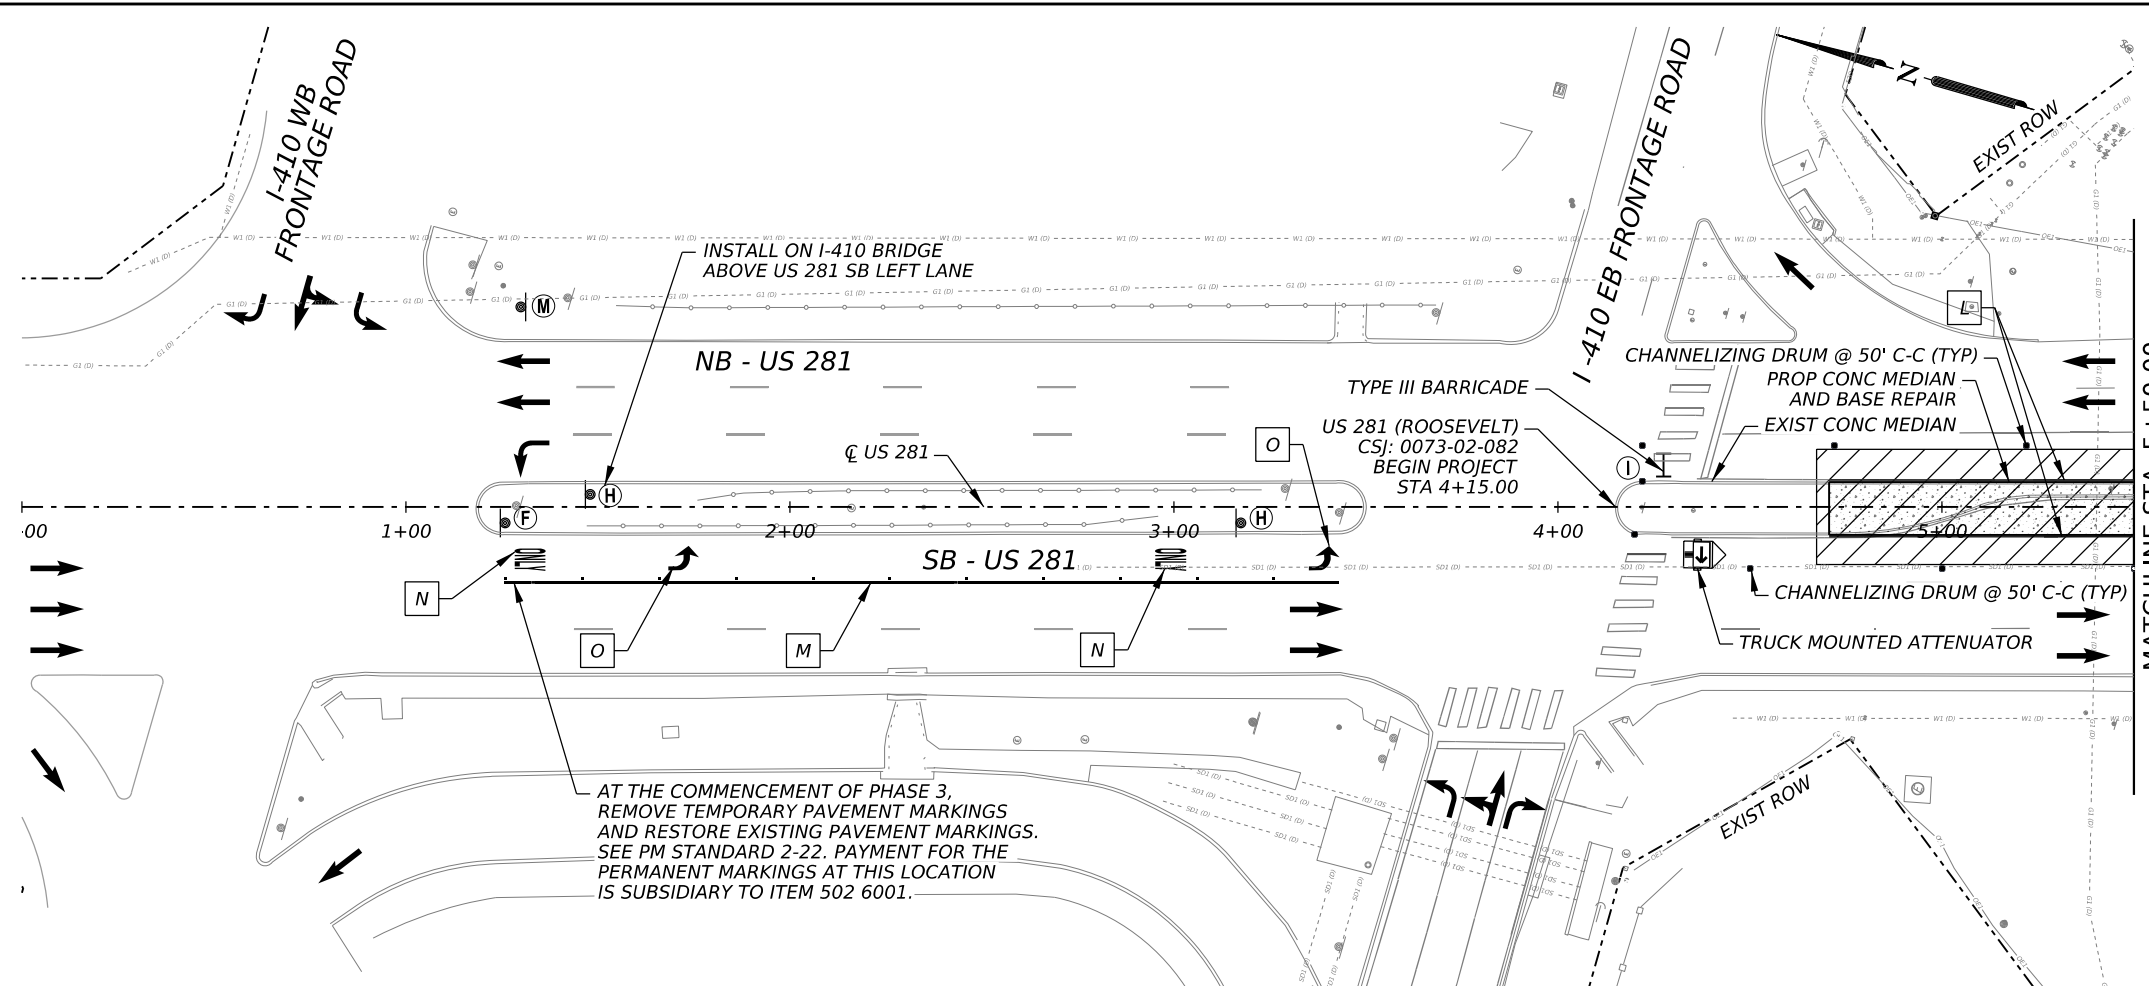 I-410 WB
FRONTAGE ROAD
INSTALL ON I-410 BRIDGE
ABOVE US 281 SB LEFT LANE
M
NB - US 281
I -410 EB FRONTAGE ROAD
N
EXIST ROW
L
CHANNELIZING DRUM @ 50' C-C (TYP)
PROP CONC MEDIAN
AND BASE REPAIR
EXIST CONC MEDIAN
TYPE III BARRICADE
US 281 (ROOSEVELT)
CSJ: 0073-02-082
BEGIN PROJECT
STA 4+15.00
℄ US 281
O
I
H
F
H
00
1+00
2+00
3+00
4+00
5+00
SB - US 281
N
O
M
N
CHANNELIZING DRUM @ 50' C-C (TYP)
TRUCK MOUNTED ATTENUATOR
AT THE COMMENCEMENT OF PHASE 3,
REMOVE TEMPORARY PAVEMENT MARKINGS
AND RESTORE EXISTING PAVEMENT MARKINGS.
SEE PM STANDARD 2-22. PAYMENT FOR THE
PERMANENT MARKINGS AT THIS LOCATION
IS SUBSIDIARY TO ITEM 502 6001.
EXIST ROW
W1 (D)
G1 (D)
SD1 (D)
OE1